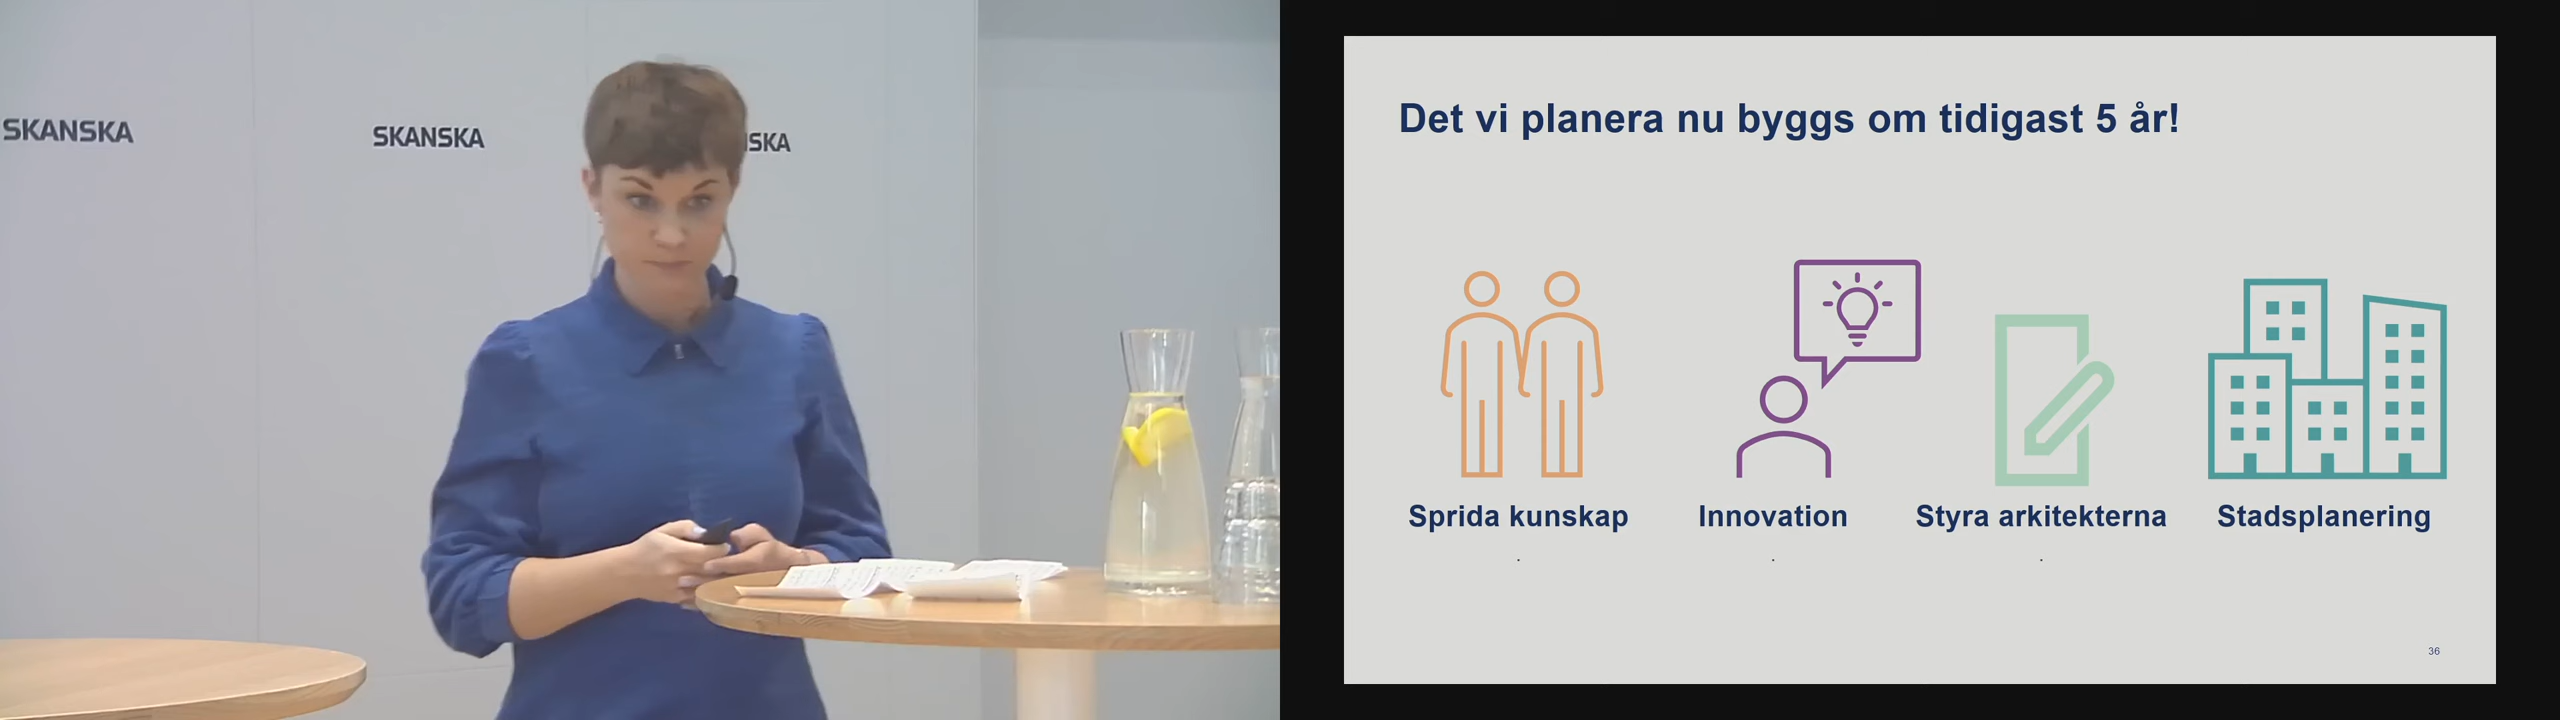 SKANSKA
SKANSKA
SKA
Det vi planera nu byggs om tidigast 5 år!
Sprida kunskap
Innovation
Styra arkitekterna
Stadsplanering
36